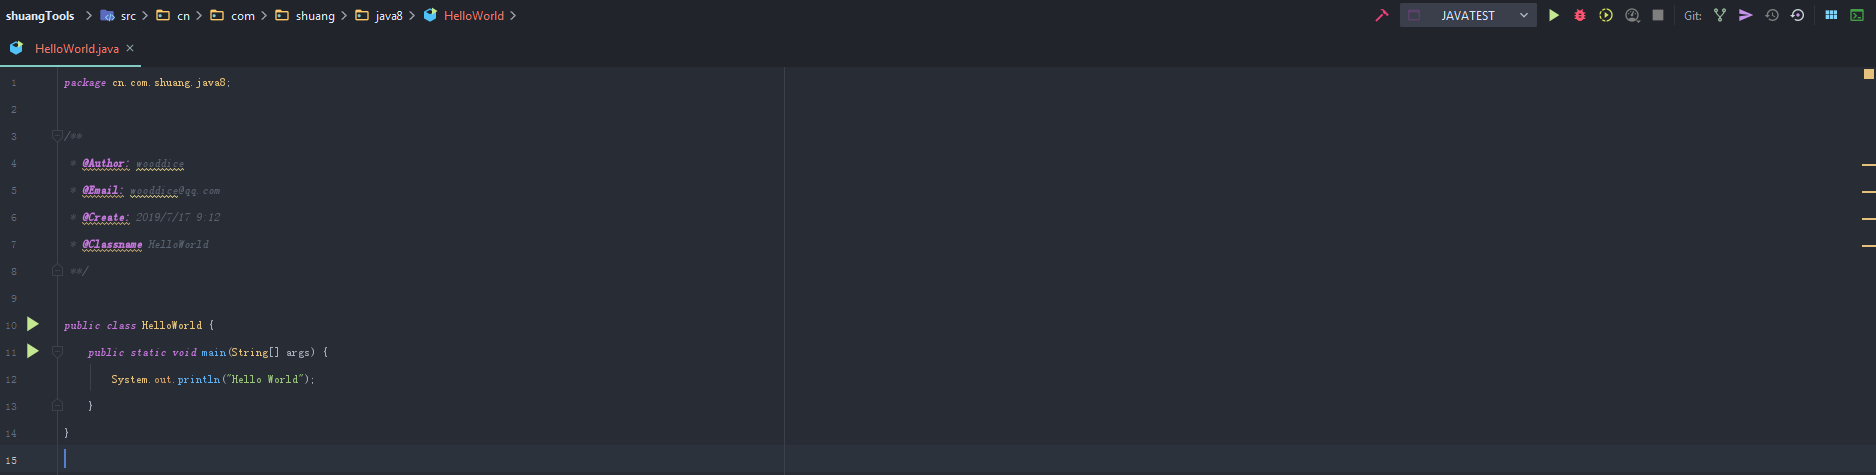 shuangTools src cn com shuang java8 HelloWorld JAVATEST Git:
HelloWorld.java
1 package cn.com.shuang.java8;
2
3 /**
4 * @Author: wooddice
5 * @Email: wooddice@qq.com
6 * @Create: 2019/7/17 9:12
7 * @Classname HelloWorld
8 **/
9
10 public class HelloWorld {
11 public static void main(String[] args) {
12 System.out.println("Hello World");
13 }
14 }
15